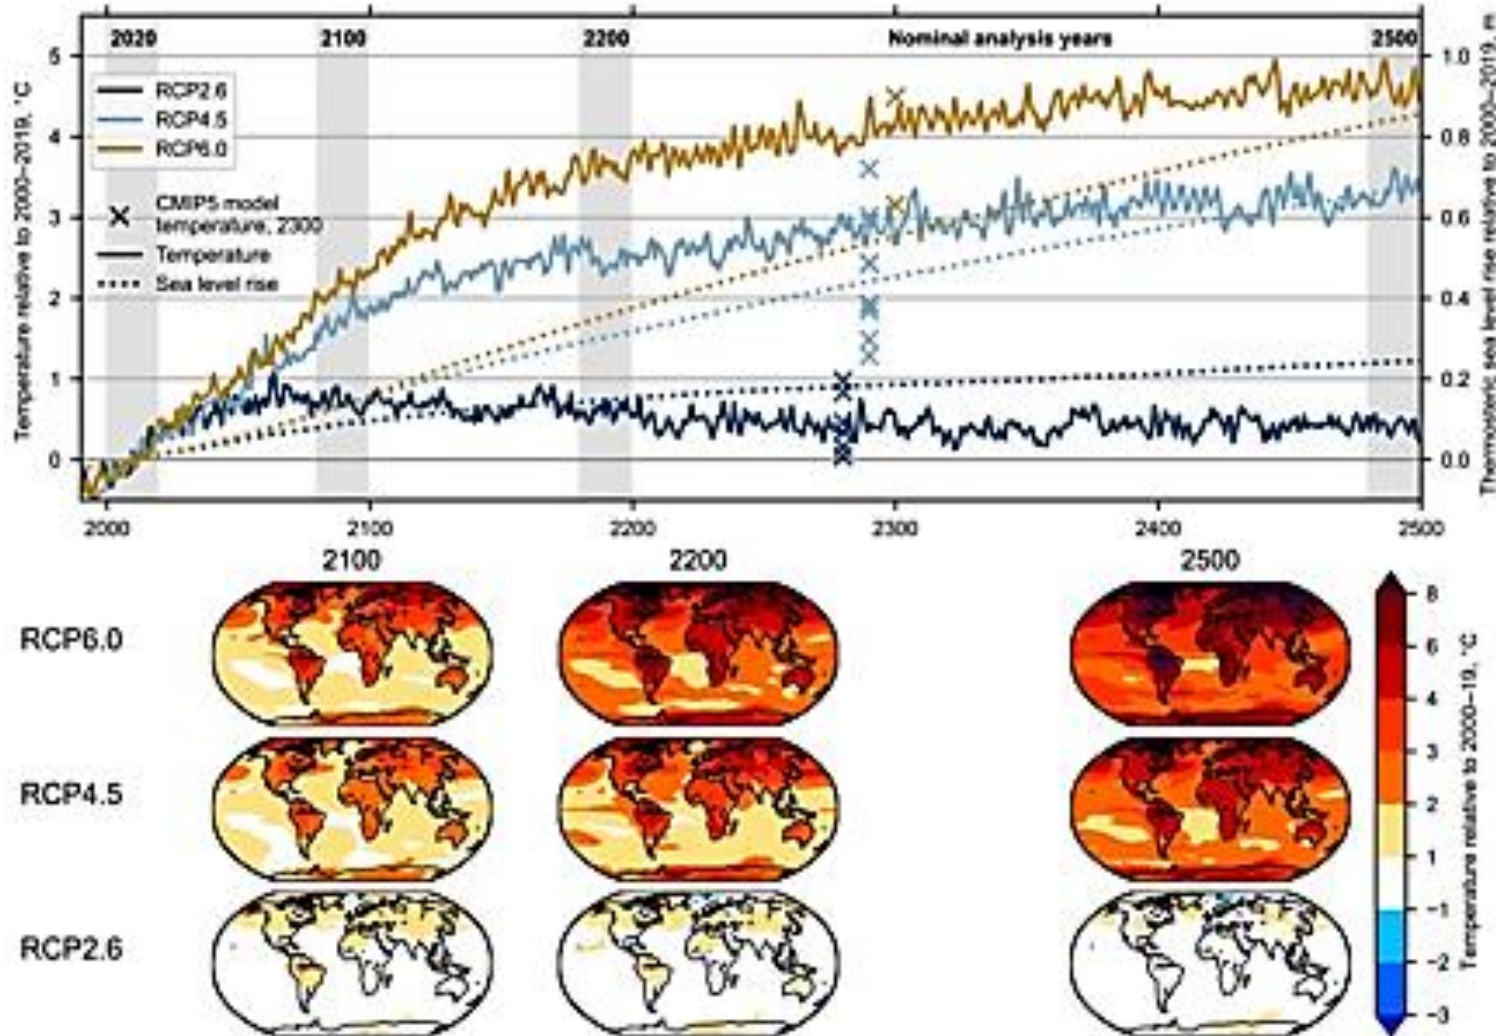 2020 2100 2200 Nominal analysis years 2500
Temperature relative to 2000–2019, °C
5
4
3
2
1
0
RCP2.6
RCP4.5
RCP6.0
CMIP5 model
temperature, 2300
Temperature
Sea level rise
1.0
0.8
0.6
0.4
0.2
0.0
Thermosteric sea level rise relative to 2000–2019, m
2000 2100 2200 2300 2400 2500
2100 2200 2500
RCP6.0
RCP4.5
RCP2.6
8
6
4
3
2
1
−1
−2
−3
Temperature relative to 2000–19, °C